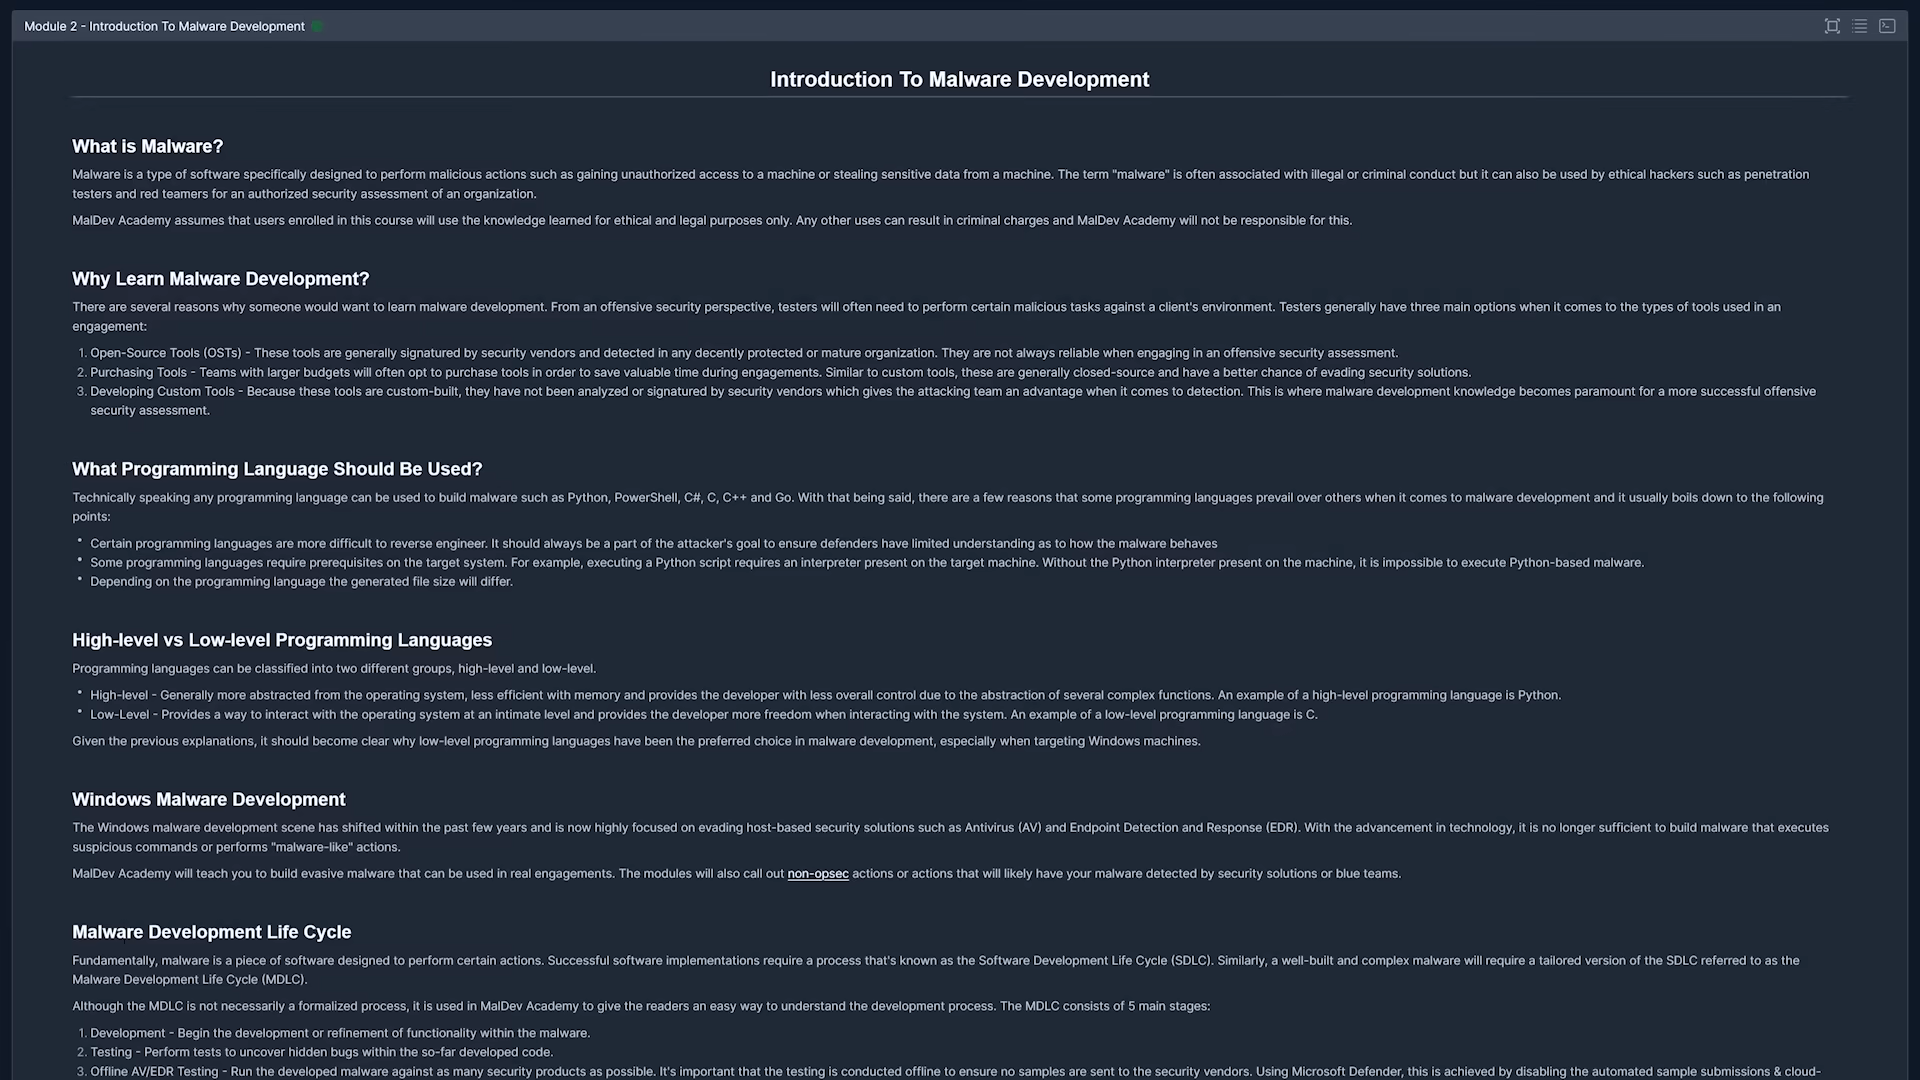 Module 2 - Introduction To Malware Development
Introduction To Malware Development
What is Malware?
Malware is a type of software specifically designed to perform malicious actions such as gaining unauthorized access to a machine or stealing sensitive data from a machine. The term "malware" is often associated with illegal or criminal conduct but it can also be used by ethical hackers such as penetration
testers and red teamers for an authorized security assessment of an organization.
MalDev Academy assumes that users enrolled in this course will use the knowledge learned for ethical and legal purposes only. Any other uses can result in criminal charges and MalDev Academy will not be responsible for this.
Why Learn Malware Development?
There are several reasons why someone would want to learn malware development. From an offensive security perspective, testers will often need to perform certain malicious tasks against a client's environment. Testers generally have three main options when it comes to the types of tools used in an
engagement:
1. Open-Source Tools (OSTs) - These tools are generally signatured by security vendors and detected in any decently protected or mature organization. They are not always reliable when engaging in an offensive security assessment.
2. Purchasing Tools - Teams with larger budgets will often opt to purchase tools in order to save valuable time during engagements. Similar to custom tools, these are generally closed-source and have a better chance of evading security solutions.
3. Developing Custom Tools - Because these tools are custom-built, they have not been analyzed or signatured by security vendors which gives the attacking team an advantage when it comes to detection. This is where malware development knowledge becomes paramount for a more successful offensive
security assessment.
What Programming Language Should Be Used?
Technically speaking any programming language can be used to build malware such as Python, PowerShell, C#, C, C++ and Go. With that being said, there are a few reasons that some programming languages prevail over others when it comes to malware development and it usually boils down to the following
points:
• Certain programming languages are more difficult to reverse engineer. It should always be a part of the attacker's goal to ensure defenders have limited understanding as to how the malware behaves
• Some programming languages require prerequisites on the target system. For example, executing a Python script requires an interpreter present on the target machine. Without the Python interpreter present on the machine, it is impossible to execute Python-based malware.
• Depending on the programming language the generated file size will differ.
High-level vs Low-level Programming Languages
Programming languages can be classified into two different groups, high-level and low-level.
• High-level - Generally more abstracted from the operating system, less efficient with memory and provides the developer with less overall control due to the abstraction of several complex functions. An example of a high-level programming language is Python.
• Low-Level - Provides a way to interact with the operating system at an intimate level and provides the developer more freedom when interacting with the system. An example of a low-level programming language is C.
Given the previous explanations, it should become clear why low-level programming languages have been the preferred choice in malware development, especially when targeting Windows machines.
Windows Malware Development
The Windows malware development scene has shifted within the past few years and is now highly focused on evading host-based security solutions such as Antivirus (AV) and Endpoint Detection and Response (EDR). With the advancement in technology, it is no longer sufficient to build malware that executes
suspicious commands or performs "malware-like" actions.
MalDev Academy will teach you to build evasive malware that can be used in real engagements. The modules will also call out non-opsec actions or actions that will likely have your malware detected by security solutions or blue teams.
Malware Development Life Cycle
Fundamentally, malware is a piece of software designed to perform certain actions. Successful software implementations require a process that's known as the Software Development Life Cycle (SDLC). Similarly, a well-built and complex malware will require a tailored version of the SDLC referred to as the
Malware Development Life Cycle (MDLC).
Although the MDLC is not necessarily a formalized process, it is used in MalDev Academy to give the readers an easy way to understand the development process. The MDLC consists of 5 main stages:
1. Development - Begin the development or refinement of functionality within the malware.
2. Testing - Perform tests to uncover hidden bugs within the so-far developed code.
3. Offline AV/EDR Testing - Run the developed malware against as many security products as possible. It's important that the testing is conducted offline to ensure no samples are sent to the security vendors. Using Microsoft Defender, this is achieved by disabling the automated sample submissions & cloud-